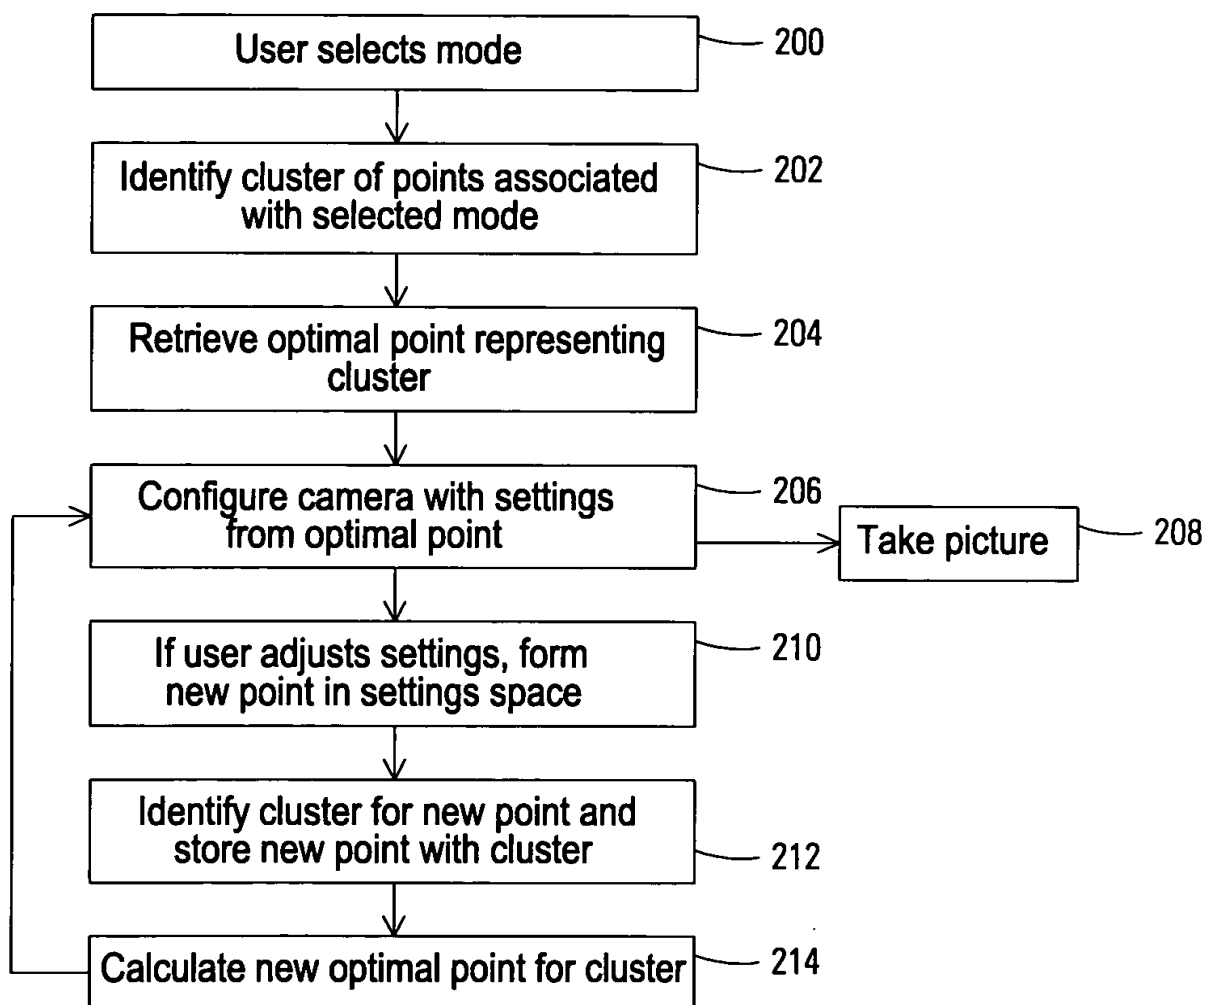 User selects mode
200
Identify cluster of points associated
with selected mode
202
Retrieve optimal point representing
cluster
204
Configure camera with settings
from optimal point
206
Take picture
208
If user adjusts settings, form
new point in settings space
210
Identify cluster for new point and
store new point with cluster
212
Calculate new optimal point for cluster
214